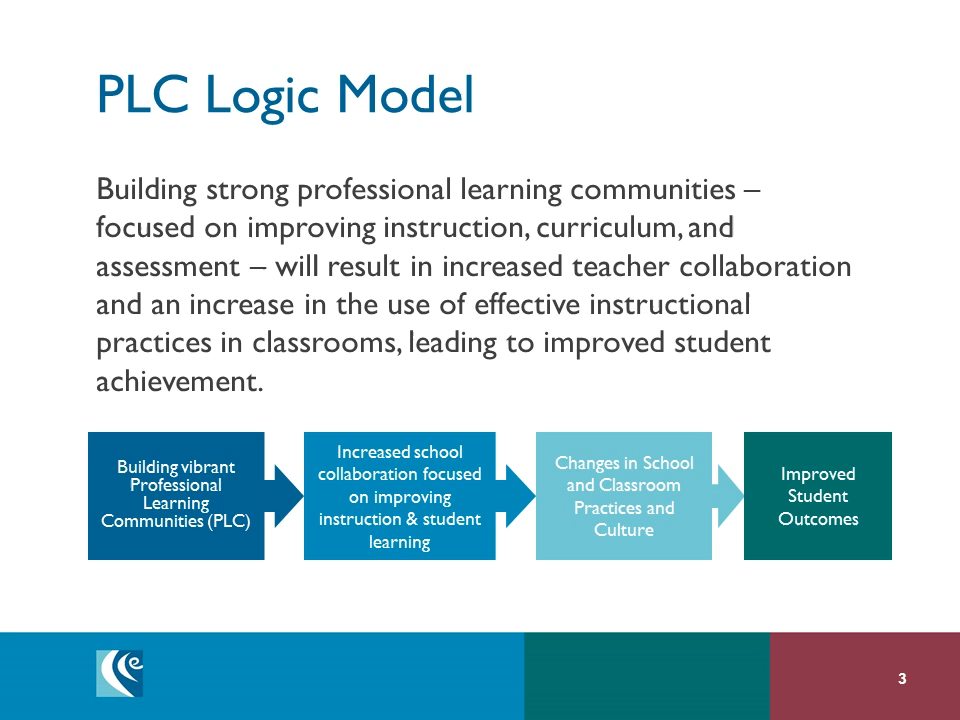 PLC Logic Model
Building strong professional learning communities –
focused on improving instruction, curriculum, and
assessment – will result in increased teacher collaboration
and an increase in the use of effective instructional
practices in classrooms, leading to improved student
achievement.
Building vibrant
Professional
Learning
Communities (PLC)
Increased school
collaboration focused
on improving
instruction & student
learning
Changes in School
and Classroom
Practices and
Culture
Improved
Student
Outcomes
e
3